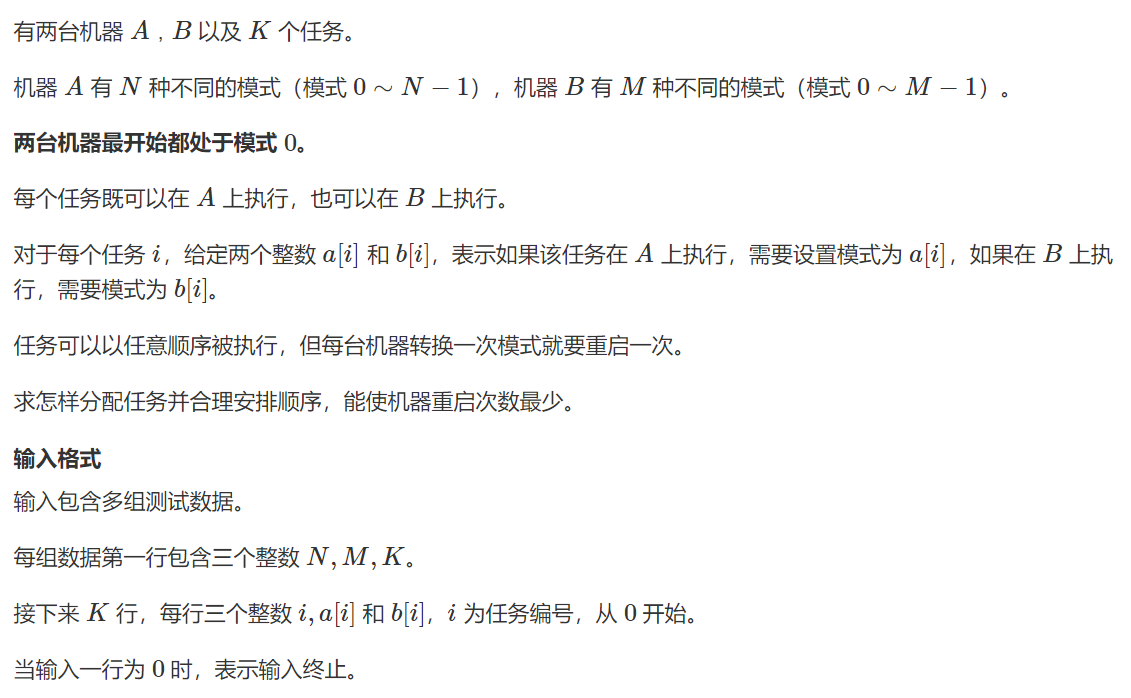 有两台机器 A，B 以及 K 个任务。
机器 A 有 N 种不同的模式（模式 0 ∼ N − 1），机器 B 有 M 种不同的模式（模式 0 ∼ M − 1）。
两台机器最开始都处于模式 0。
每个任务既可以在 A 上执行，也可以在 B 上执行。
对于每个任务 i，给定两个整数 a[i] 和 b[i]，表示如果该任务在 A 上执行，需要设置模式为 a[i]，如果在 B 上执
行，需要模式为 b[i]。
任务可以以任意顺序被执行，但每台机器转换一次模式就要重启一次。
求怎样分配任务并合理安排顺序，能使机器重启次数最少。
输入格式
输入包含多组测试数据。
每组数据第一行包含三个整数 N, M, K。
接下来 K 行，每行三个整数 i, a[i] 和 b[i]，i 为任务编号，从 0 开始。
当输入一行为 0 时，表示输入终止。